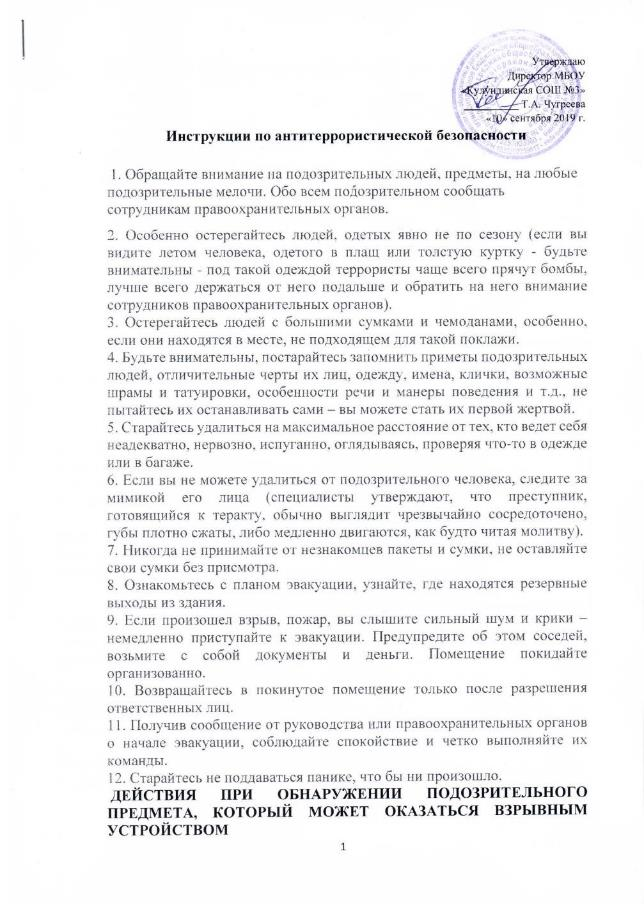 Утверждаю
Директор МБОУ
«Кулундинская СОШ №3»
Т.А. Чугреева
«10» сентября 2019 г.
Инструкции по антитеррористической безопасности
1. Обращайте внимание на подозрительных людей, предметы, на любые
подозрительные мелочи. Обо всем подозрительном сообщать
сотрудникам правоохранительных органов.
2. Особенно остерегайтесь людей, одетых явно не по сезону (если вы
видите летом человека, одетого в плащ или толстую куртку - будьте
внимательны - под такой одеждой террористы чаще всего прячут бомбы,
лучше всего держаться от него подальше и обратить на него внимание
сотрудников правоохранительных органов).
3. Остерегайтесь людей с большими сумками и чемоданами, особенно,
если они находятся в месте, не подходящем для такой поклажи.
4. Будьте внимательны, постарайтесь запомнить приметы подозрительных
людей, отличительные черты их лиц, одежду, имена, клички, возможные
шрамы и татуировки, особенности речи и манеры поведения и т.д., не
пытайтесь их останавливать сами – вы можете стать их первой жертвой.
5. Старайтесь удалиться на максимальное расстояние от тех, кто ведет себя
неадекватно, нервозно, испуганно, оглядываясь, проверяя что-то в одежде
или в багаже.
6. Если вы не можете удалиться от подозрительного человека, следите за
мимикой его лица (специалисты утверждают, что преступник,
готовящийся к теракту, обычно выглядит чрезвычайно сосредоточено,
губы плотно сжаты, либо медленно двигаются, как будто читая молитву).
7. Никогда не принимайте от незнакомцев пакеты и сумки, не оставляйте
свои сумки без присмотра.
8. Ознакомьтесь с планом эвакуации, узнайте, где находятся резервные
выходы из здания.
9. Если произошел взрыв, пожар, вы слышите сильный шум и крики –
немедленно приступайте к эвакуации. Предупредите об этом соседей,
возьмите с собой документы и деньги. Помещение покидайте
организованно.
10. Возвращайтесь в покинутое помещение только после разрешения
ответственных лиц.
11. Получив сообщение от руководства или правоохранительных органов
о начале эвакуации, соблюдайте спокойствие и четко выполняйте их
команды.
12. Старайтесь не поддаваться панике, что бы ни произошло.
ДЕЙСТВИЯ ПРИ ОБНАРУЖЕНИИ ПОДОЗРИТЕЛЬНОГО
ПРЕДМЕТА, КОТОРЫЙ МОЖЕТ ОКАЗАТЬСЯ ВЗРЫВНЫМ
УСТРОЙСТВОМ
1